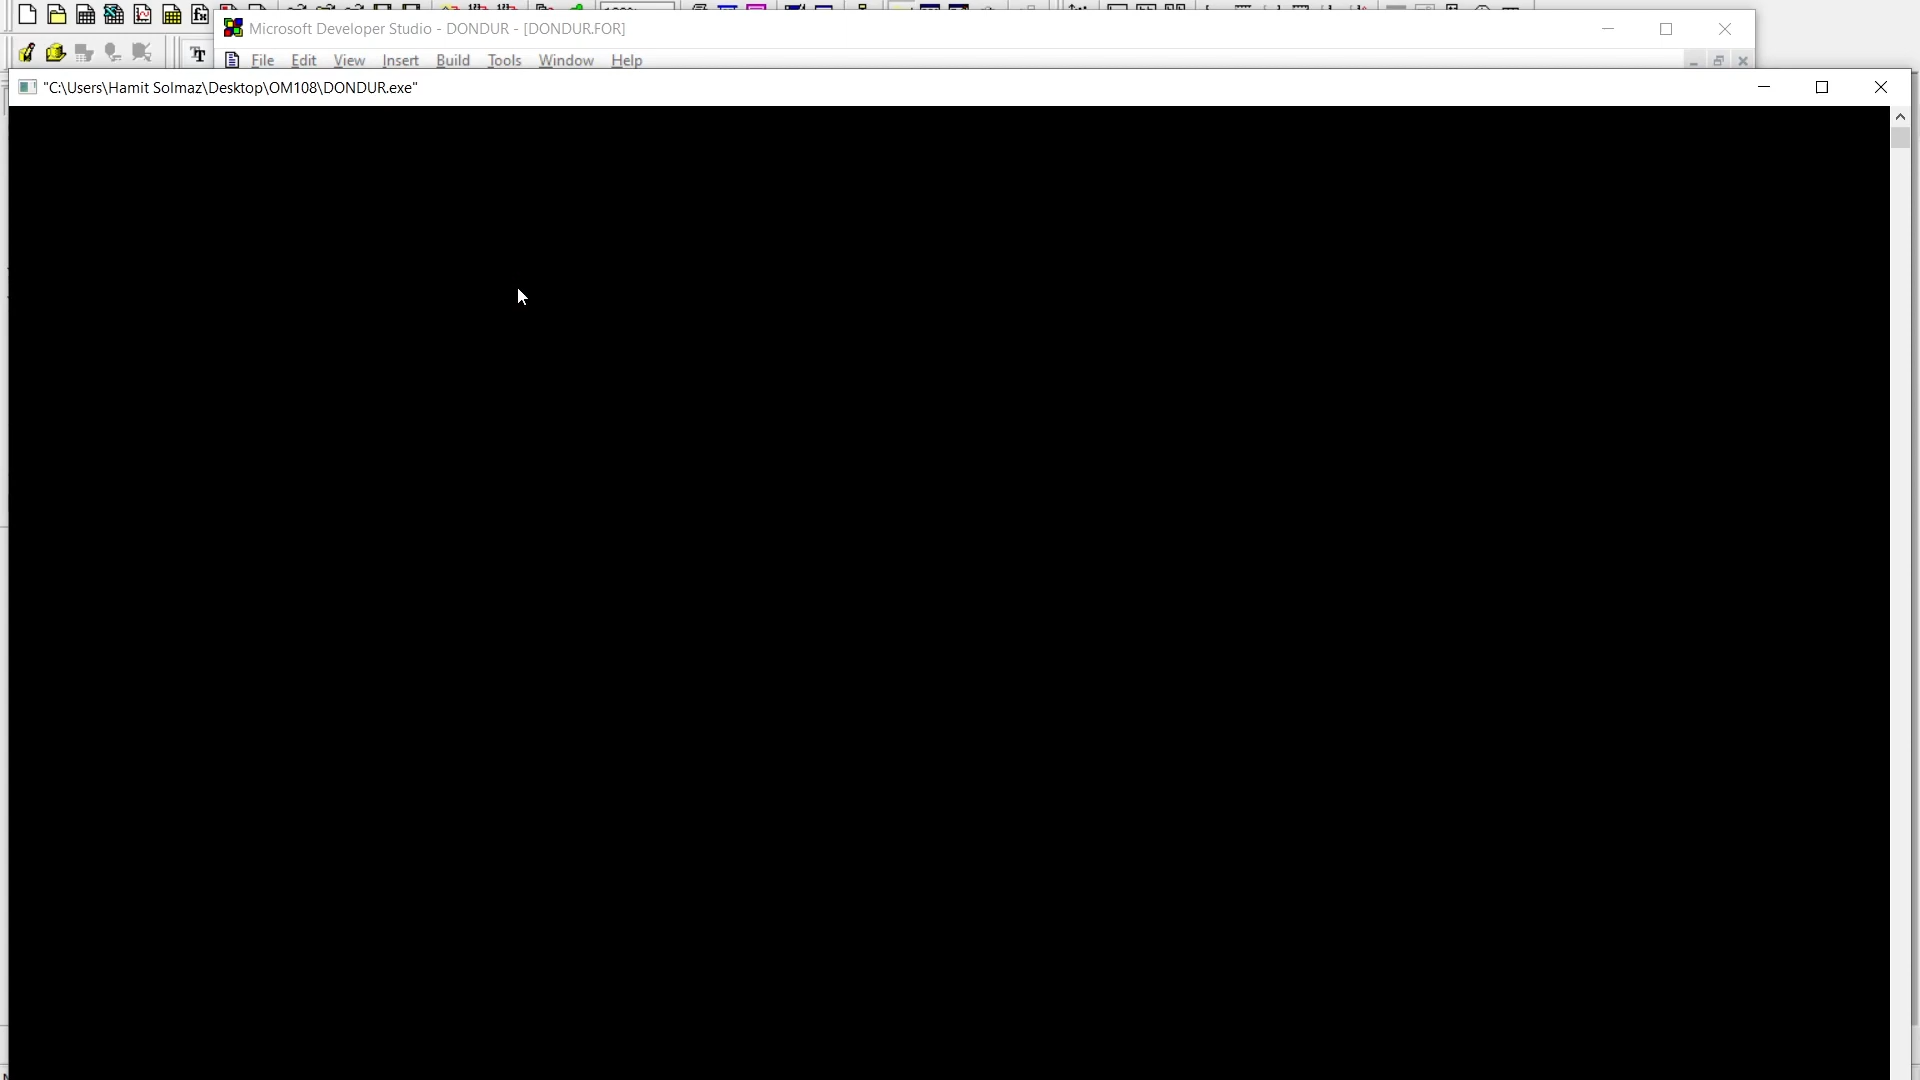 Microsoft Developer Studio - DONDUR - [DONDUR.FOR]
File Edit View Insert Build Tools Window Help
"C:\Users\Hamit Solmaz\Desktop\OM108\DONDUR.exe"